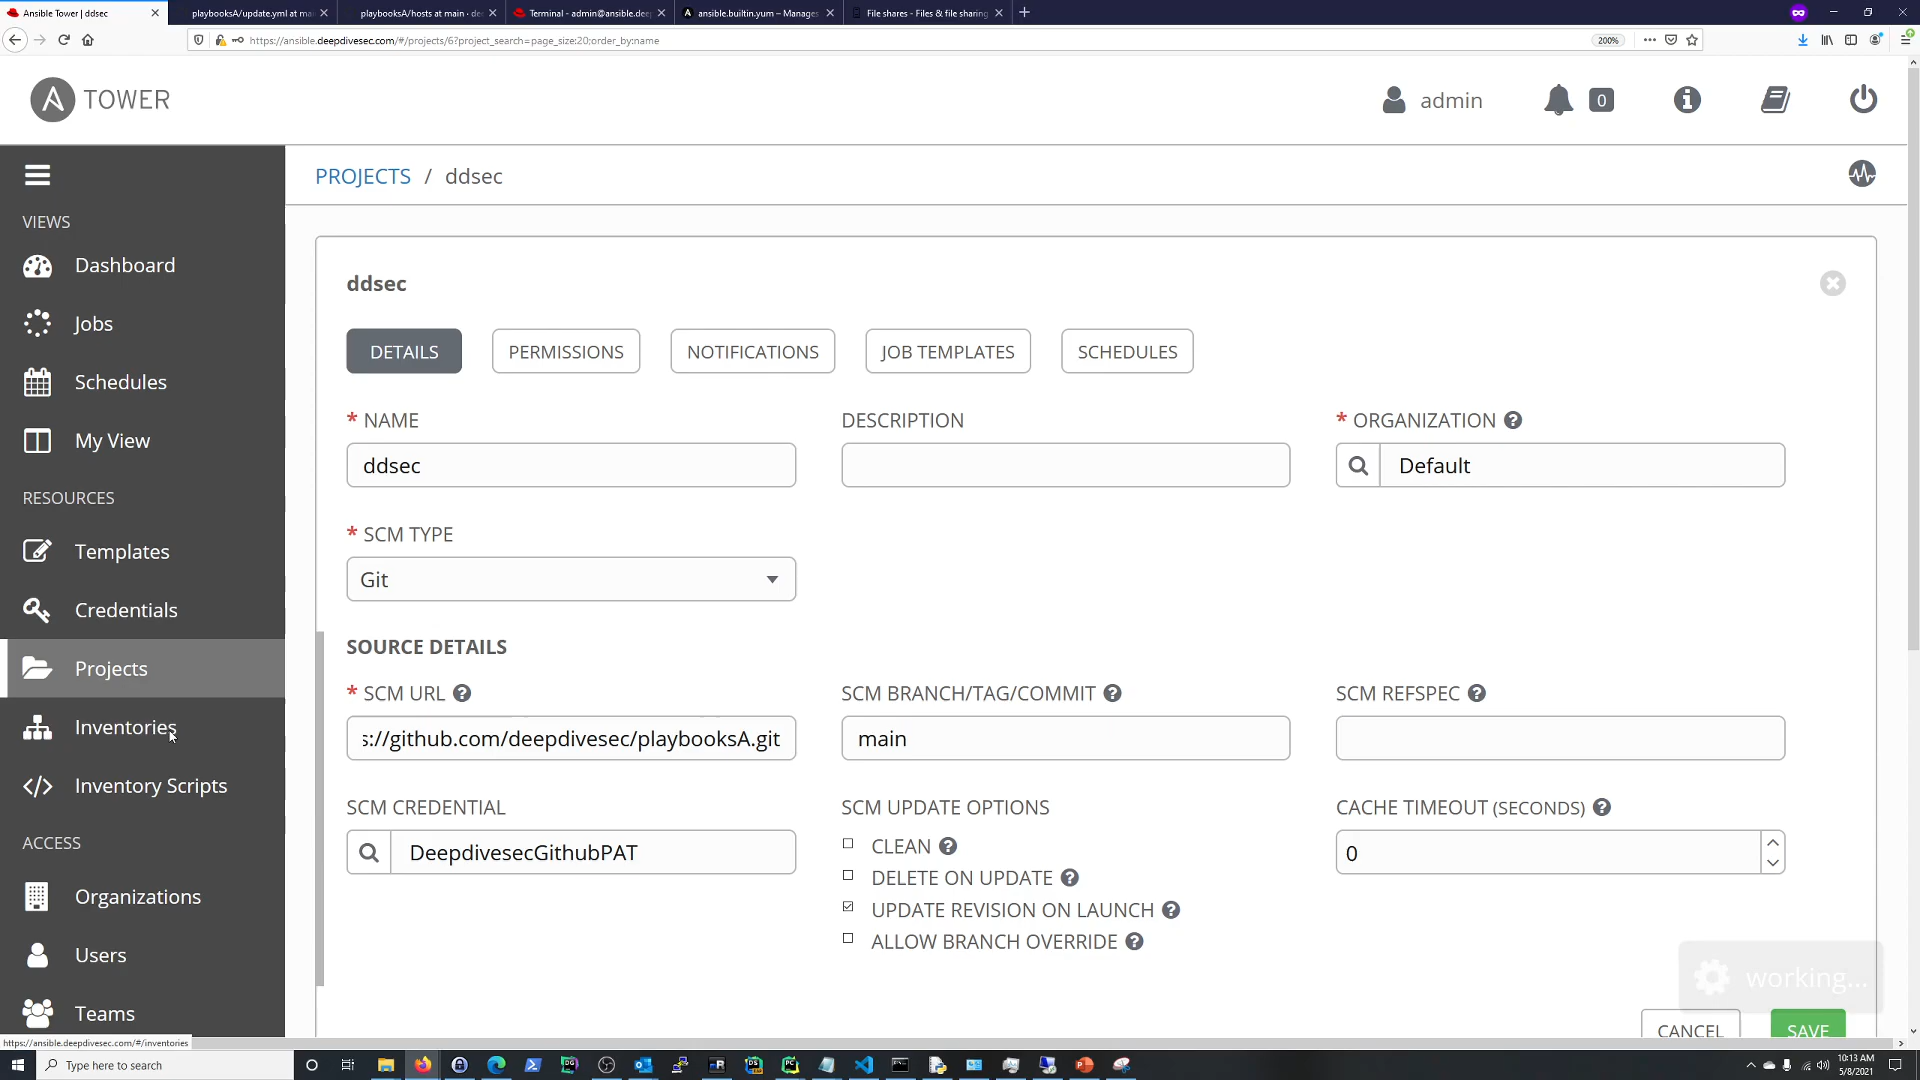 Ansible Tower | ddsec
playbooksA/update.yml at mai
playbooksA/hosts at main · de
Terminal - admin@ansible.deep
ansible.builtin.yum – Manages
File shares - Files & file sharing
https://ansible.deepdivesec.com/#/projects/6?project_search=page_size:20;order_by:name
200%
TOWER
admin
0
VIEWS
Dashboard
Jobs
Schedules
My View
RESOURCES
Templates
Credentials
Projects
Inventories
Inventory Scripts
ACCESS
Organizations
Users
Teams
PROJECTS / ddsec
ddsec
DETAILS
PERMISSIONS
NOTIFICATIONS
JOB TEMPLATES
SCHEDULES
* NAME
DESCRIPTION
* ORGANIZATION
ddsec
Default
* SCM TYPE
Git
SOURCE DETAILS
* SCM URL
SCM BRANCH/TAG/COMMIT
SCM REFSPEC
s://github.com/deepdivesec/playbooksA.git
main
SCM CREDENTIAL
SCM UPDATE OPTIONS
CACHE TIMEOUT (SECONDS)
DeepdivesecGithubPAT
CLEAN
0
DELETE ON UPDATE
UPDATE REVISION ON LAUNCH
ALLOW BRANCH OVERRIDE
working...
CANCEL
SAVE
https://ansible.deepdivesec.com/#/inventories
Type here to search
10:13 AM
5/8/2021